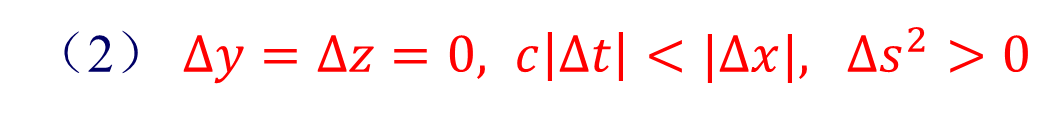 （2） Δy = Δz = 0, c|Δt| < |Δx|, Δs² > 0